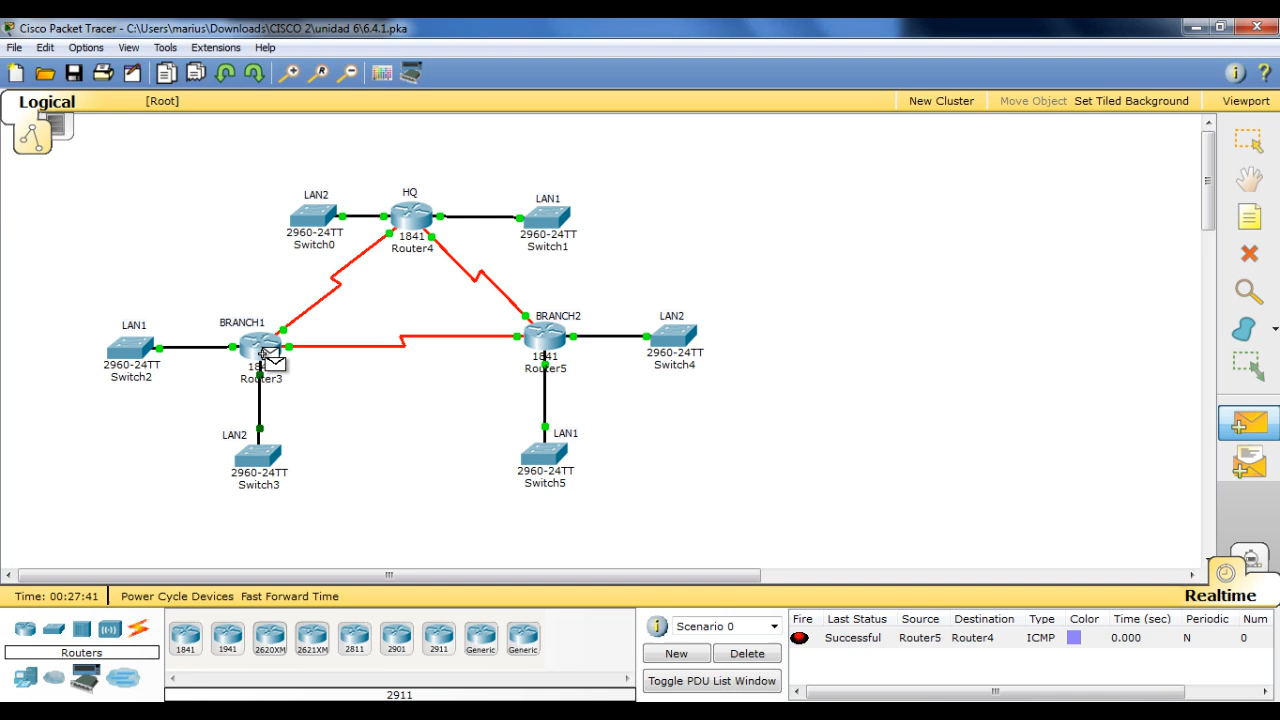 Cisco Packet Tracer - C:\Users\marius\Downloads\CISCO 2\unidad 6\6.4.1.pka
File Edit Options View Tools Extensions Help
Logical [Root] New Cluster Move Object Set Tiled Background Viewport
LAN2
HQ
LAN1
2960-24TT
Switch0
1841
Router4
2960-24TT
Switch1
LAN1
BRANCH1
BRANCH2
LAN2
2960-24TT
Switch2
Router3
1841
Router5
2960-24TT
Switch4
LAN2
2960-24TT
Switch3
LAN1
2960-24TT
Switch5
Time: 00:27:41 Power Cycle Devices Fast Forward Time
Realtime
Routers
1841 1941 2620XM 2621XM 2811 2901 2911 Generic Generic
2911
Scenario 0
New Delete
Toggle PDU List Window
Fire Last Status Source Destination Type Color Time (sec) Periodic Num
Successful Router5 Router4 ICMP 0.000 N 0